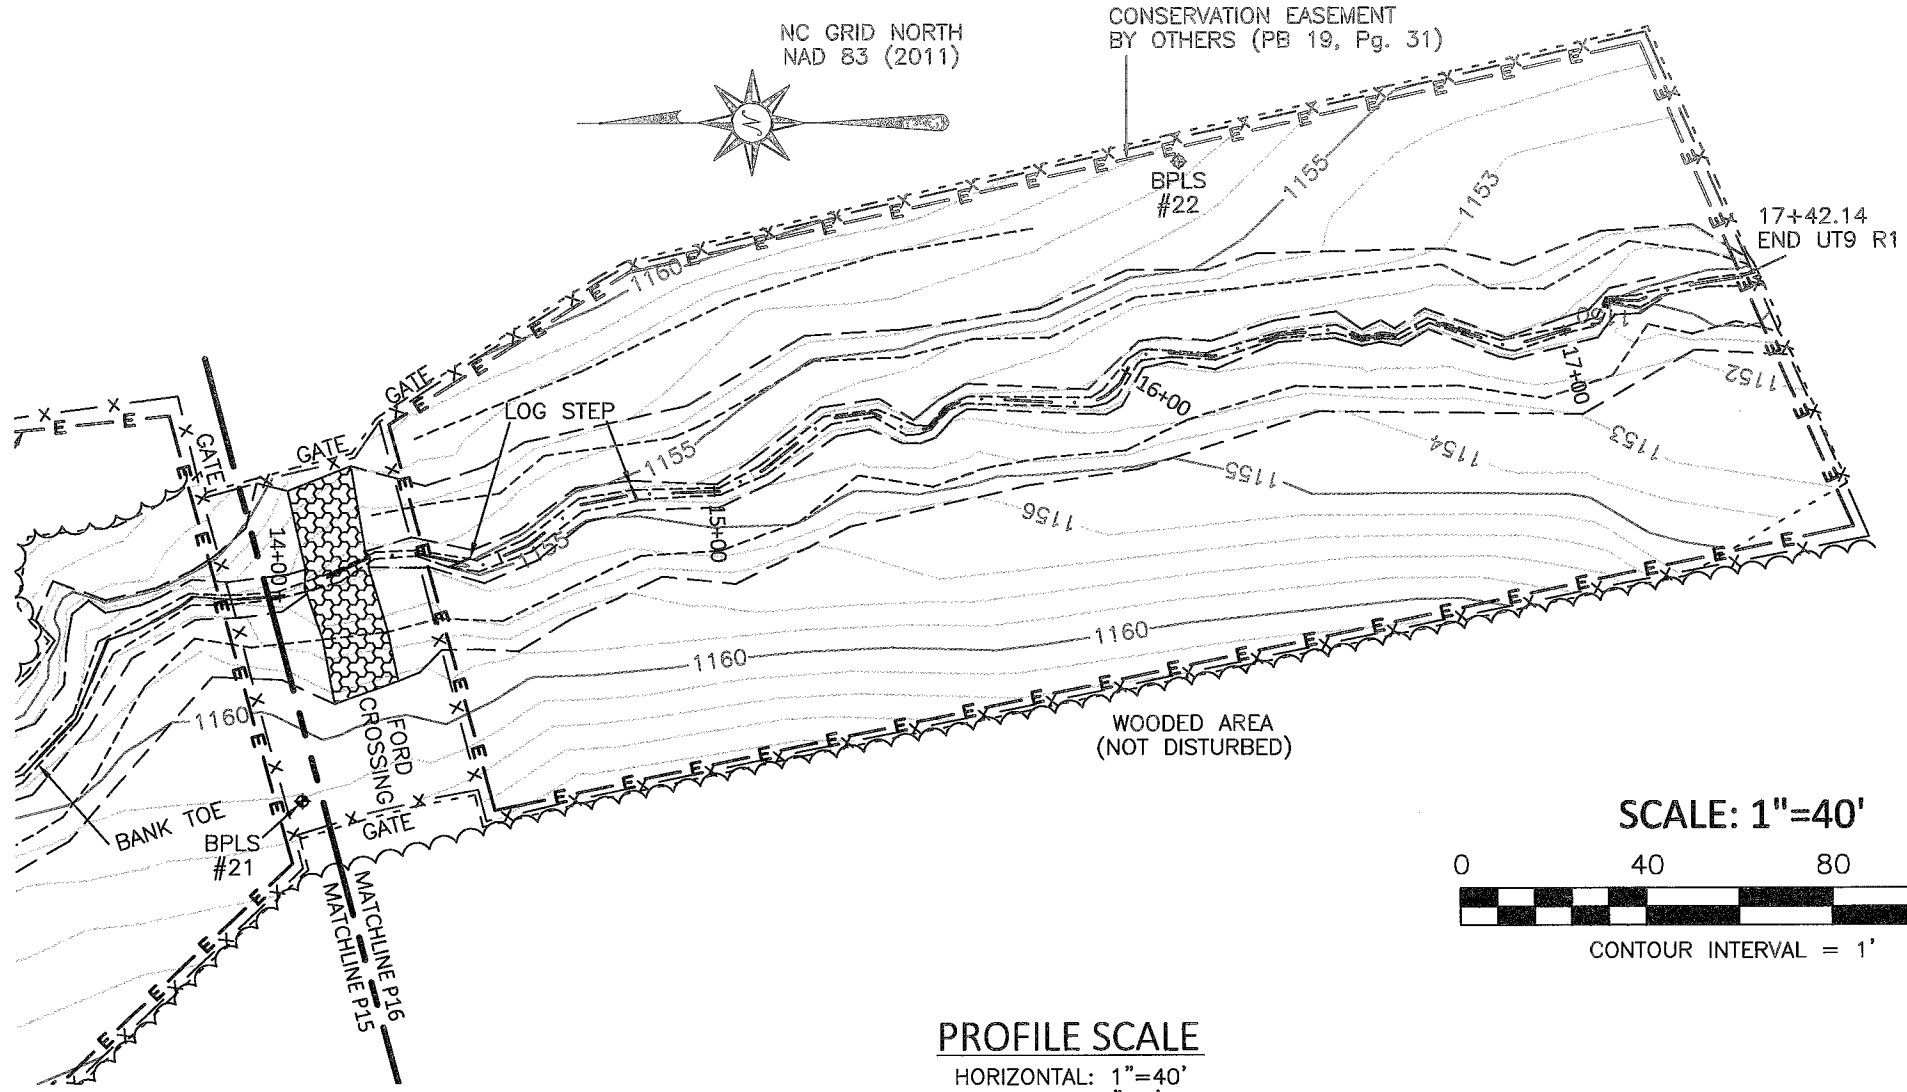 NC GRID NORTH
NAD 83 (2011)
CONSERVATION EASEMENT
BY OTHERS (PB 19, Pg. 31)
N
BPLS
#22
1155
1153
17+42.14
END UT9 R1
1160
GATE
GATE
GATE
LOG STEP
1155
1155
14+00
15+00
16+00
17+00
1160
1152
1153
1154
1155
1156
1160
1160
1160
FORD
CROSSING
WOODED AREA
(NOT DISTURBED)
BANK TOE
BPLS
#21
GATE
MATCHLINE P16
MATCHLINE P15
SCALE: 1"=40'
0 40 80
CONTOUR INTERVAL = 1'
PROFILE SCALE
HORIZONTAL: 1"=40'